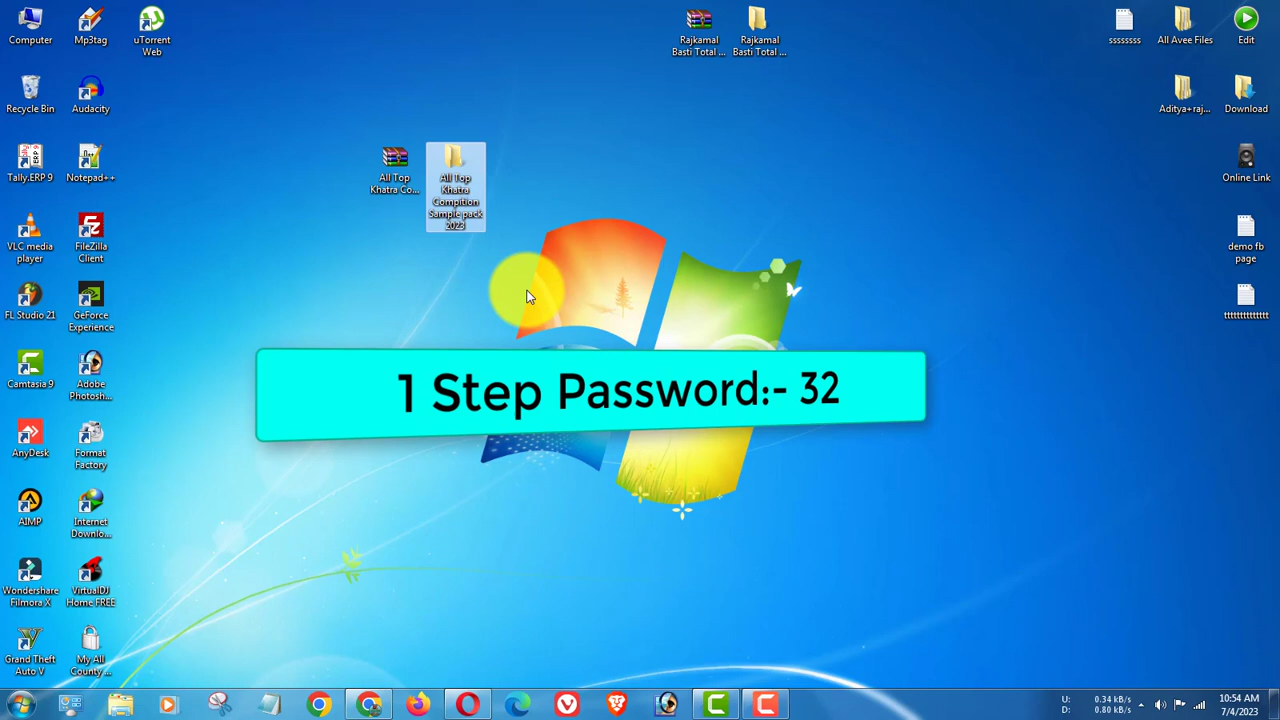 Computer
Mp3tag
uTorrent
Web
Rajkamal
Basti Total ...
Rajkamal
Basti Total ...
ssssssss
All Avee Files
Edit
Recycle Bin
Audacity
Aditya+raj...
Download
Tally.ERP 9
Notepad++
All Top
Khatra Co...
All Top
Khatra
Compition
Sample pack
2023
Online Link
VLC media
player
FileZilla
Client
demo fb
page
FL Studio 21
GeForce
Experience
tttttttttttttt
1 Step Password:- 32
Camtasia 9
Adobe
Photosh...
AnyDesk
Format
Factory
AIMP
Internet
Downlo...
Wondershare
Filmora X
VirtualDJ
Home FREE
Grand Theft
Auto V
My All
County ...
U: 0.34 kB/s
D: 0.80 kB/s
10:54 AM
7/4/2023